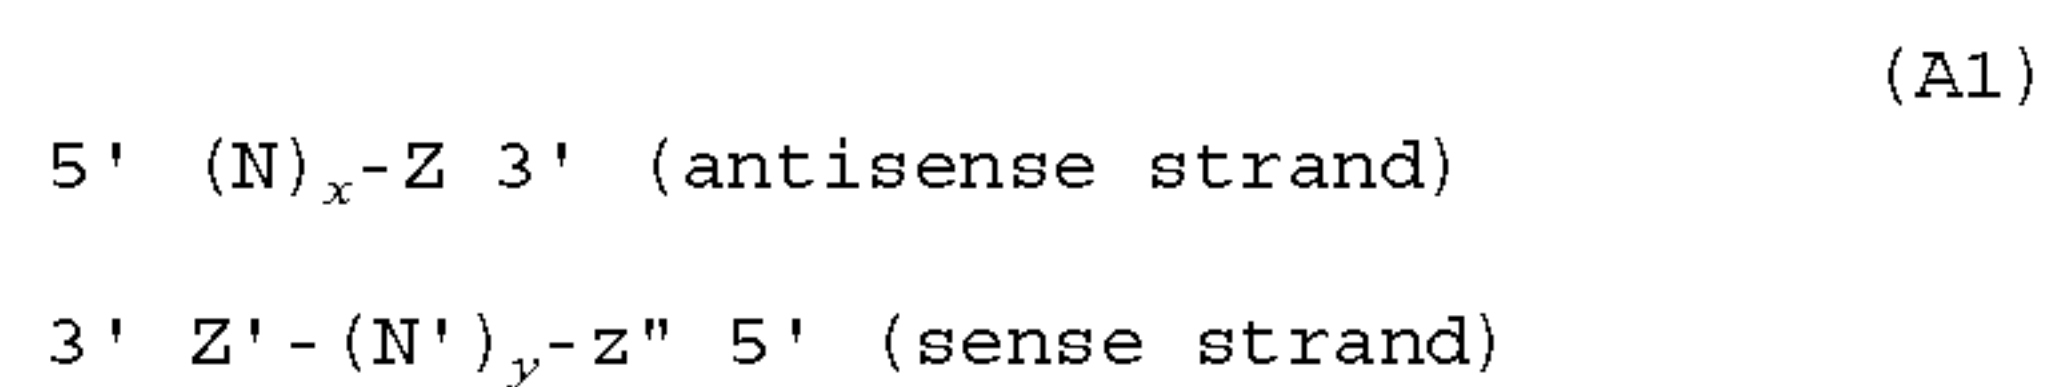 (A1)
5' (N)x-Z 3' (antisense strand)
3' Z'-(N')y-z" 5' (sense strand)